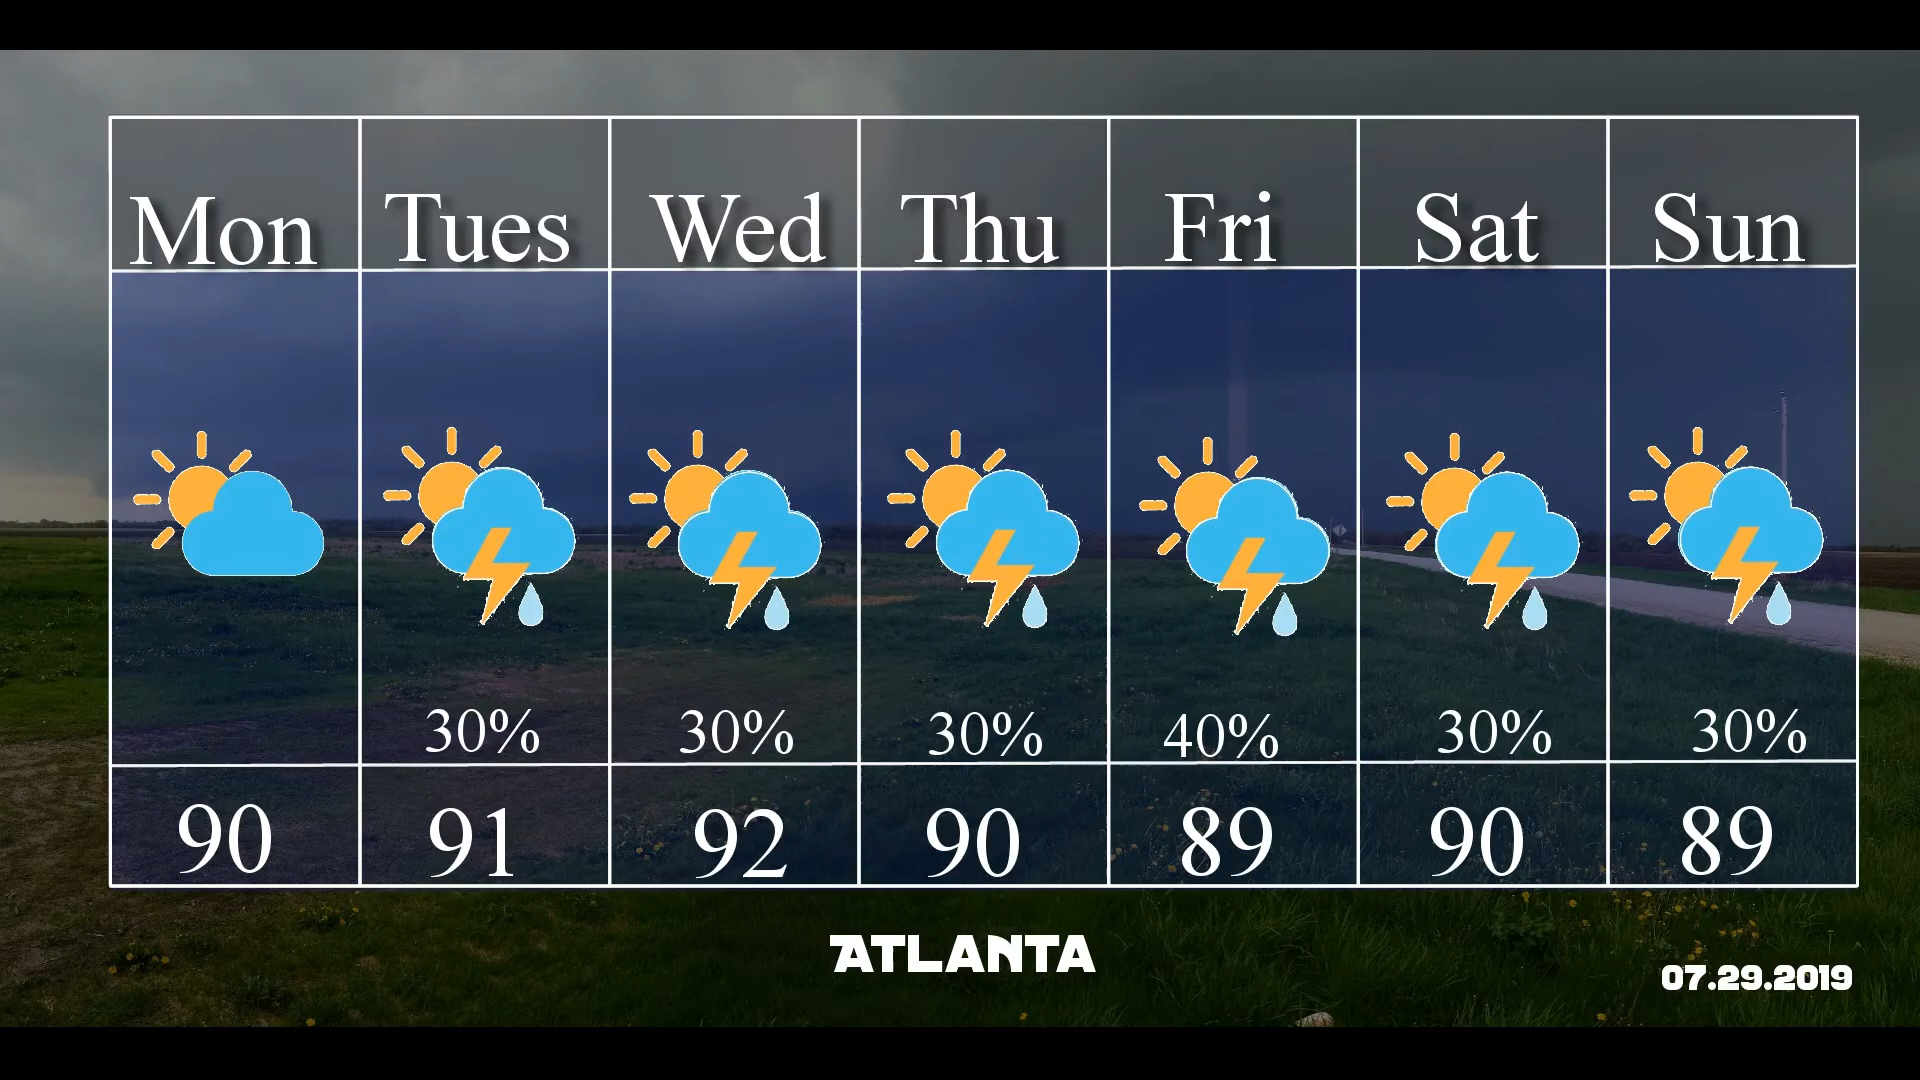 Mon Tues Wed Thu Fri Sat Sun
30% 30% 30% 40% 30% 30%
90 91 92 90 89 90 89
ATLANTA
07.29.2019